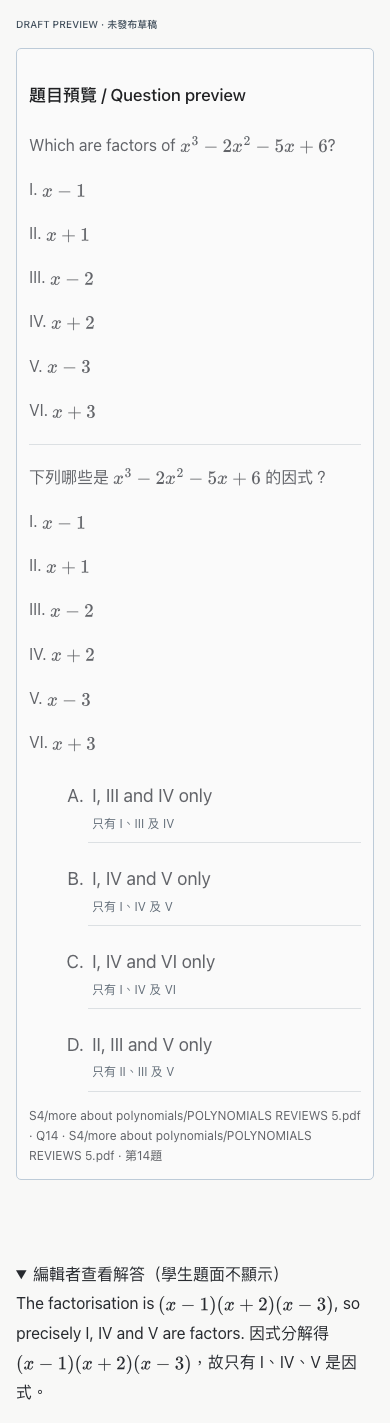 DRAFT PREVIEW · 未發布草稿
題目預覽 / Question preview
Which are factors of x³ − 2x² − 5x + 6?
I. x − 1
II. x + 1
III. x − 2
IV. x + 2
V. x − 3
VI. x + 3
下列哪些是 x³ − 2x² − 5x + 6 的因式？
I. x − 1
II. x + 1
III. x − 2
IV. x + 2
V. x − 3
VI. x + 3
A. I, III and IV only
只有 I、III 及 IV
B. I, IV and V only
只有 I、IV 及 V
C. I, IV and VI only
只有 I、IV 及 VI
D. II, III and V only
只有 II、III 及 V
S4/more about polynomials/POLYNOMIALS REVIEWS 5.pdf
· Q14 · S4/more about polynomials/POLYNOMIALS
REVIEWS 5.pdf · 第14題
▼ 編輯者查看解答（學生題面不顯示）
The factorisation is (x − 1)(x + 2)(x − 3), so
precisely I, IV and V are factors. 因式分解得
(x − 1)(x + 2)(x − 3)，故只有 I、IV、V 是因
式。